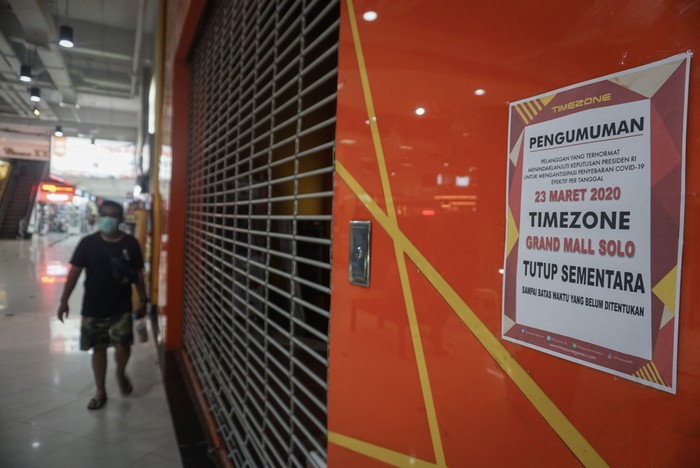 TIMEZONE
PENGUMUMAN
PELANGGAN YANG TERHORMAT
MENINDAKLANJUTI KEPUTUSAN PRESIDEN RI
UNTUK MENGANTISIPASI PENYEBARAN COVID-19
EFEKTIF PER TANGGAL
23 MARET 2020
TIMEZONE
GRAND MALL SOLO
TUTUP SEMENTARA
SAMPAI BATAS WAKTU YANG BELUM DITENTUKAN